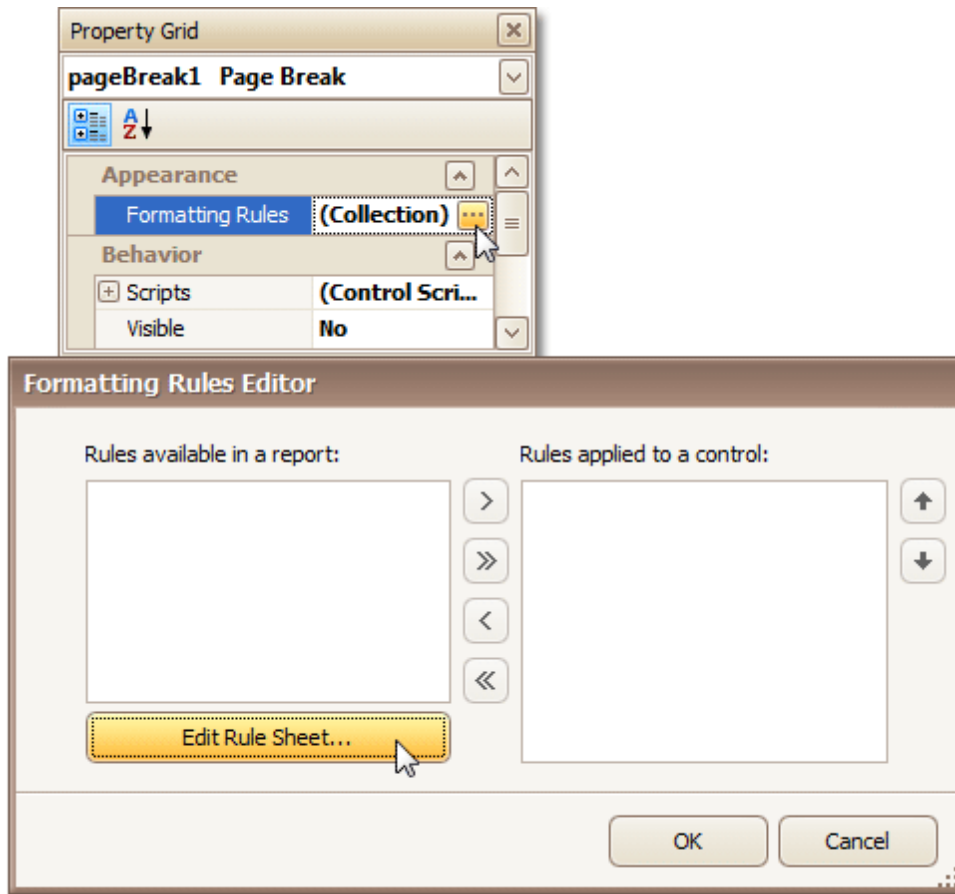 Property Grid
pageBreak1 Page Break
A
Z
Appearance
Formatting Rules (Collection) ...
Behavior
Scripts (Control Scri...
Visible No
Formatting Rules Editor
Rules available in a report: Rules applied to a control:
Edit Rule Sheet...
OK Cancel